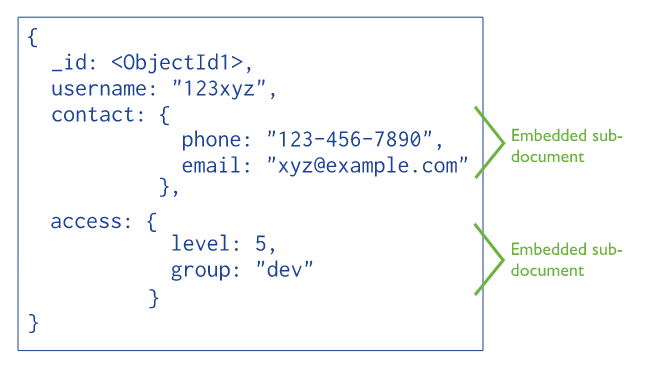 {
_id: <ObjectId1>,
username: "123xyz",
contact: {
phone: "123-456-7890",
email: "xyz@example.com"
},
Embedded sub-
document
access: {
level: 5,
group: "dev"
}
Embedded sub-
document
}